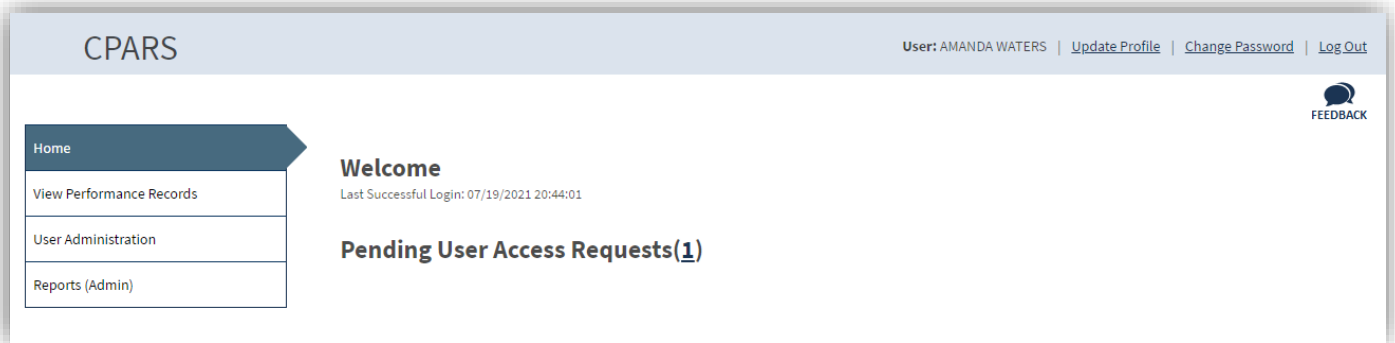 CPARS
User: AMANDA WATERS | Update Profile | Change Password | Log Out
FEEDBACK
Home
View Performance Records
User Administration
Reports (Admin)
Welcome
Last Successful Login: 07/19/2021 20:44:01
Pending User Access Requests(1)